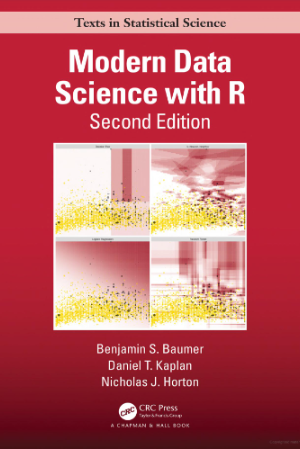 Texts in Statistical Science
Modern Data
Science with R
Second Edition
Benjamin S. Baumer
Daniel T. Kaplan
Nicholas J. Horton
CRC
CRC Press
Taylor & Francis Group
A CHAPMAN & HALL BOOK